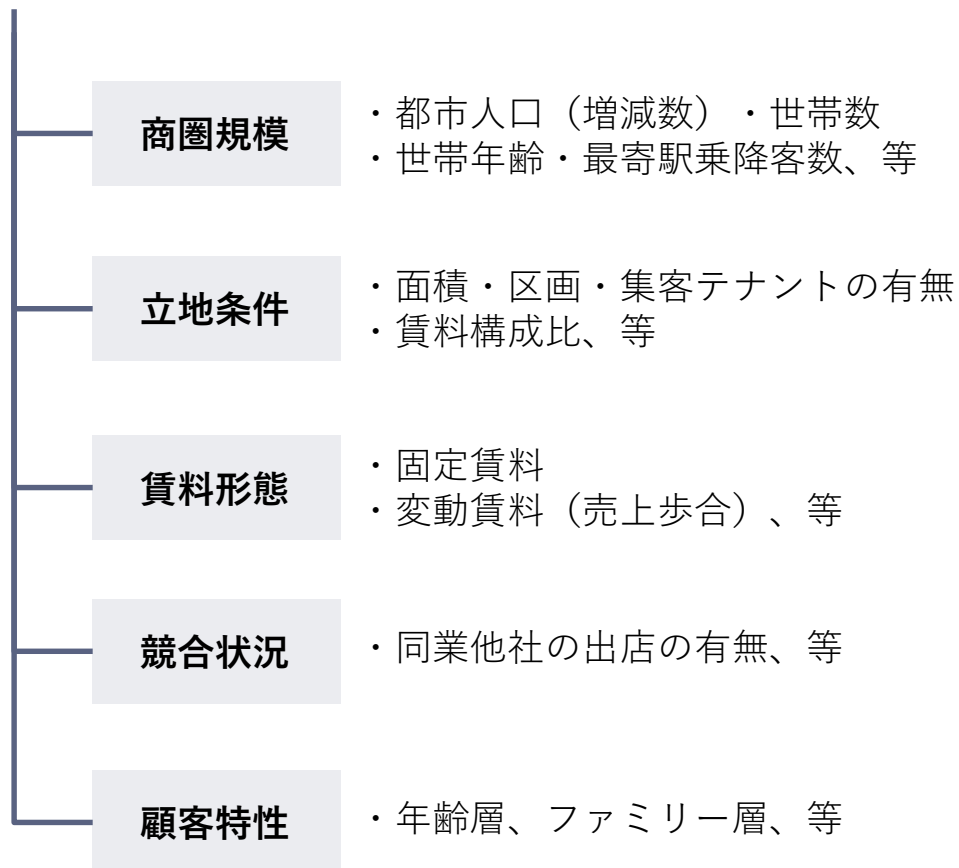 商圏規模
・都市人口（増減数）・世帯数
・世帯年齢・最寄駅乗降客数、等
立地条件
・面積・区画・集客テナントの有無
・賃料構成比、等
賃料形態
・固定賃料
・変動賃料（売上歩合）、等
競合状況
・同業他社の出店の有無、等
顧客特性
・年齢層、ファミリー層、等